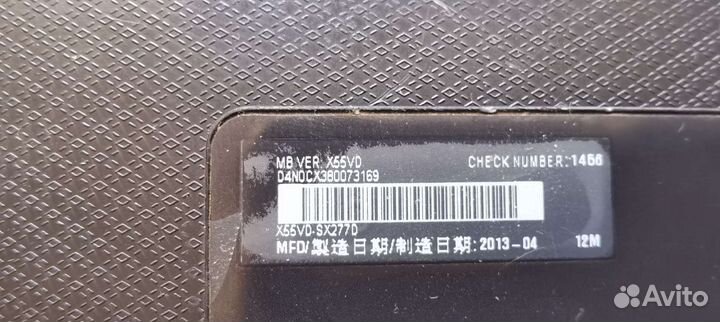 MB VER: X55VD
CHECK NUMBER: 1456
D4N0CX380073169
X55VD-SX277D
MFD/製造日期/制造日期: 2013-04
12M
Avito